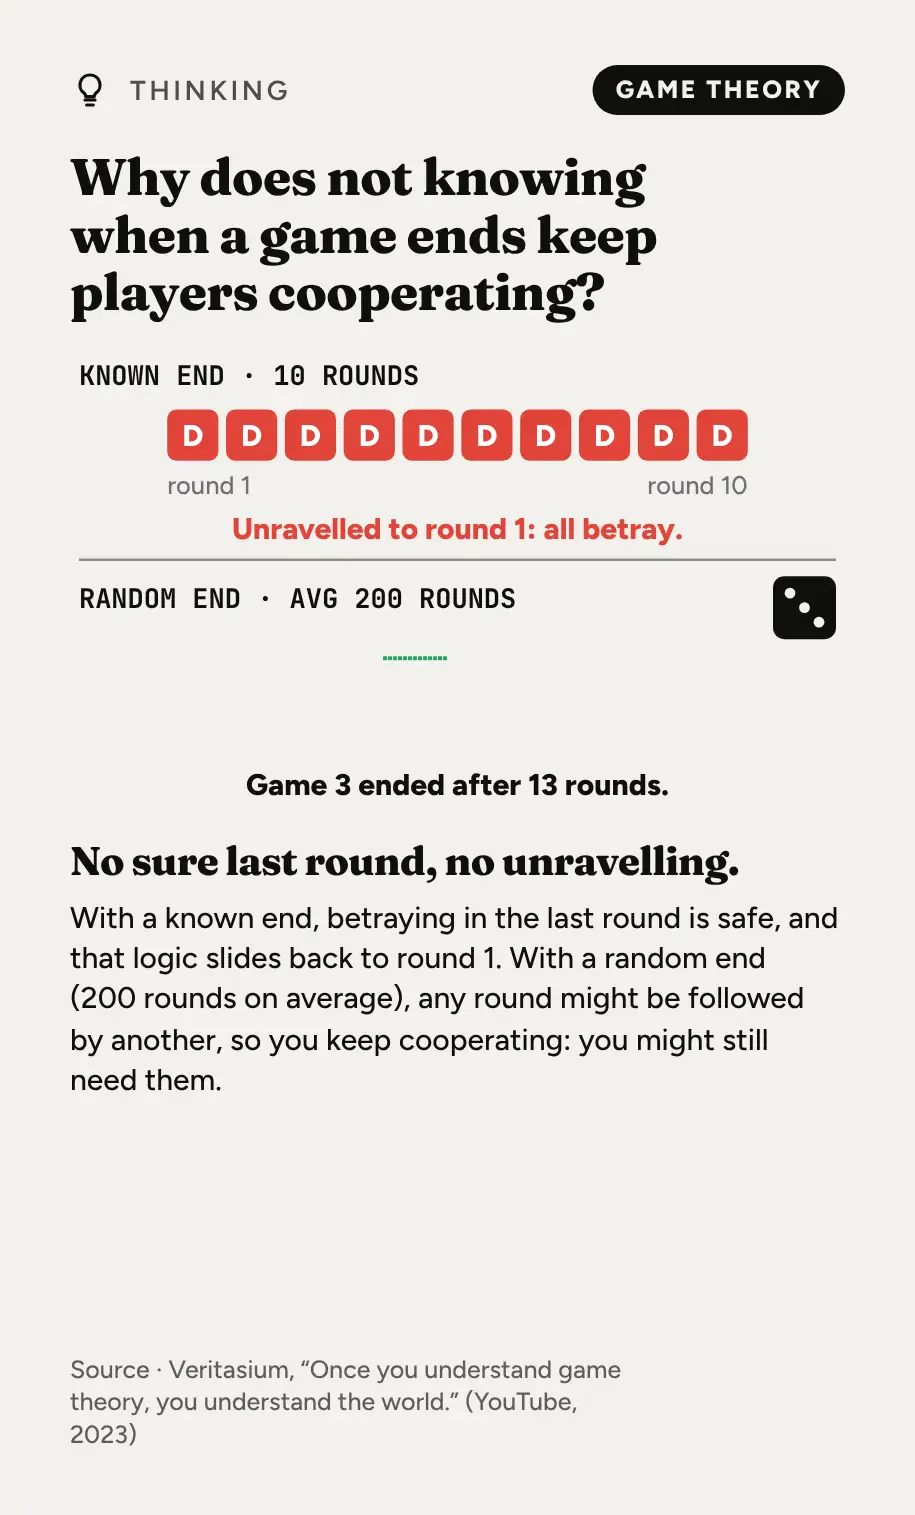 THINKING
GAME THEORY
Why does not knowing
when a game ends keep
players cooperating?
KNOWN END · 10 ROUNDS
D D D D D D D D D D
round 1
round 10
Unravelled to round 1: all betray.
RANDOM END · AVG 200 ROUNDS
Game 3 ended after 13 rounds.
No sure last round, no unravelling.
With a known end, betraying in the last round is safe, and
that logic slides back to round 1. With a random end
(200 rounds on average), any round might be followed
by another, so you keep cooperating: you might still
need them.
Source · Veritasium, “Once you understand game
theory, you understand the world.” (YouTube,
2023)